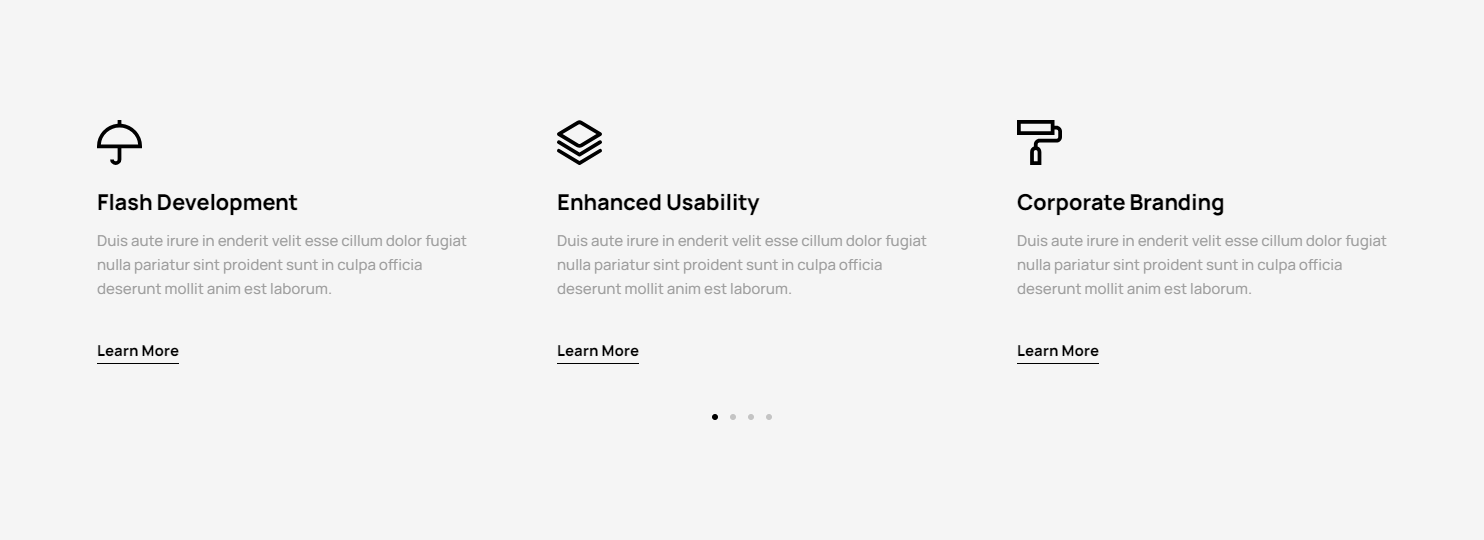 Flash Development
Duis aute irure in enderit velit esse cillum dolor fugiat
nulla pariatur sint proident sunt in culpa officia
deserunt mollit anim est laborum.
Learn More
Enhanced Usability
Duis aute irure in enderit velit esse cillum dolor fugiat
nulla pariatur sint proident sunt in culpa officia
deserunt mollit anim est laborum.
Learn More
Corporate Branding
Duis aute irure in enderit velit esse cillum dolor fugiat
nulla pariatur sint proident sunt in culpa officia
deserunt mollit anim est laborum.
Learn More